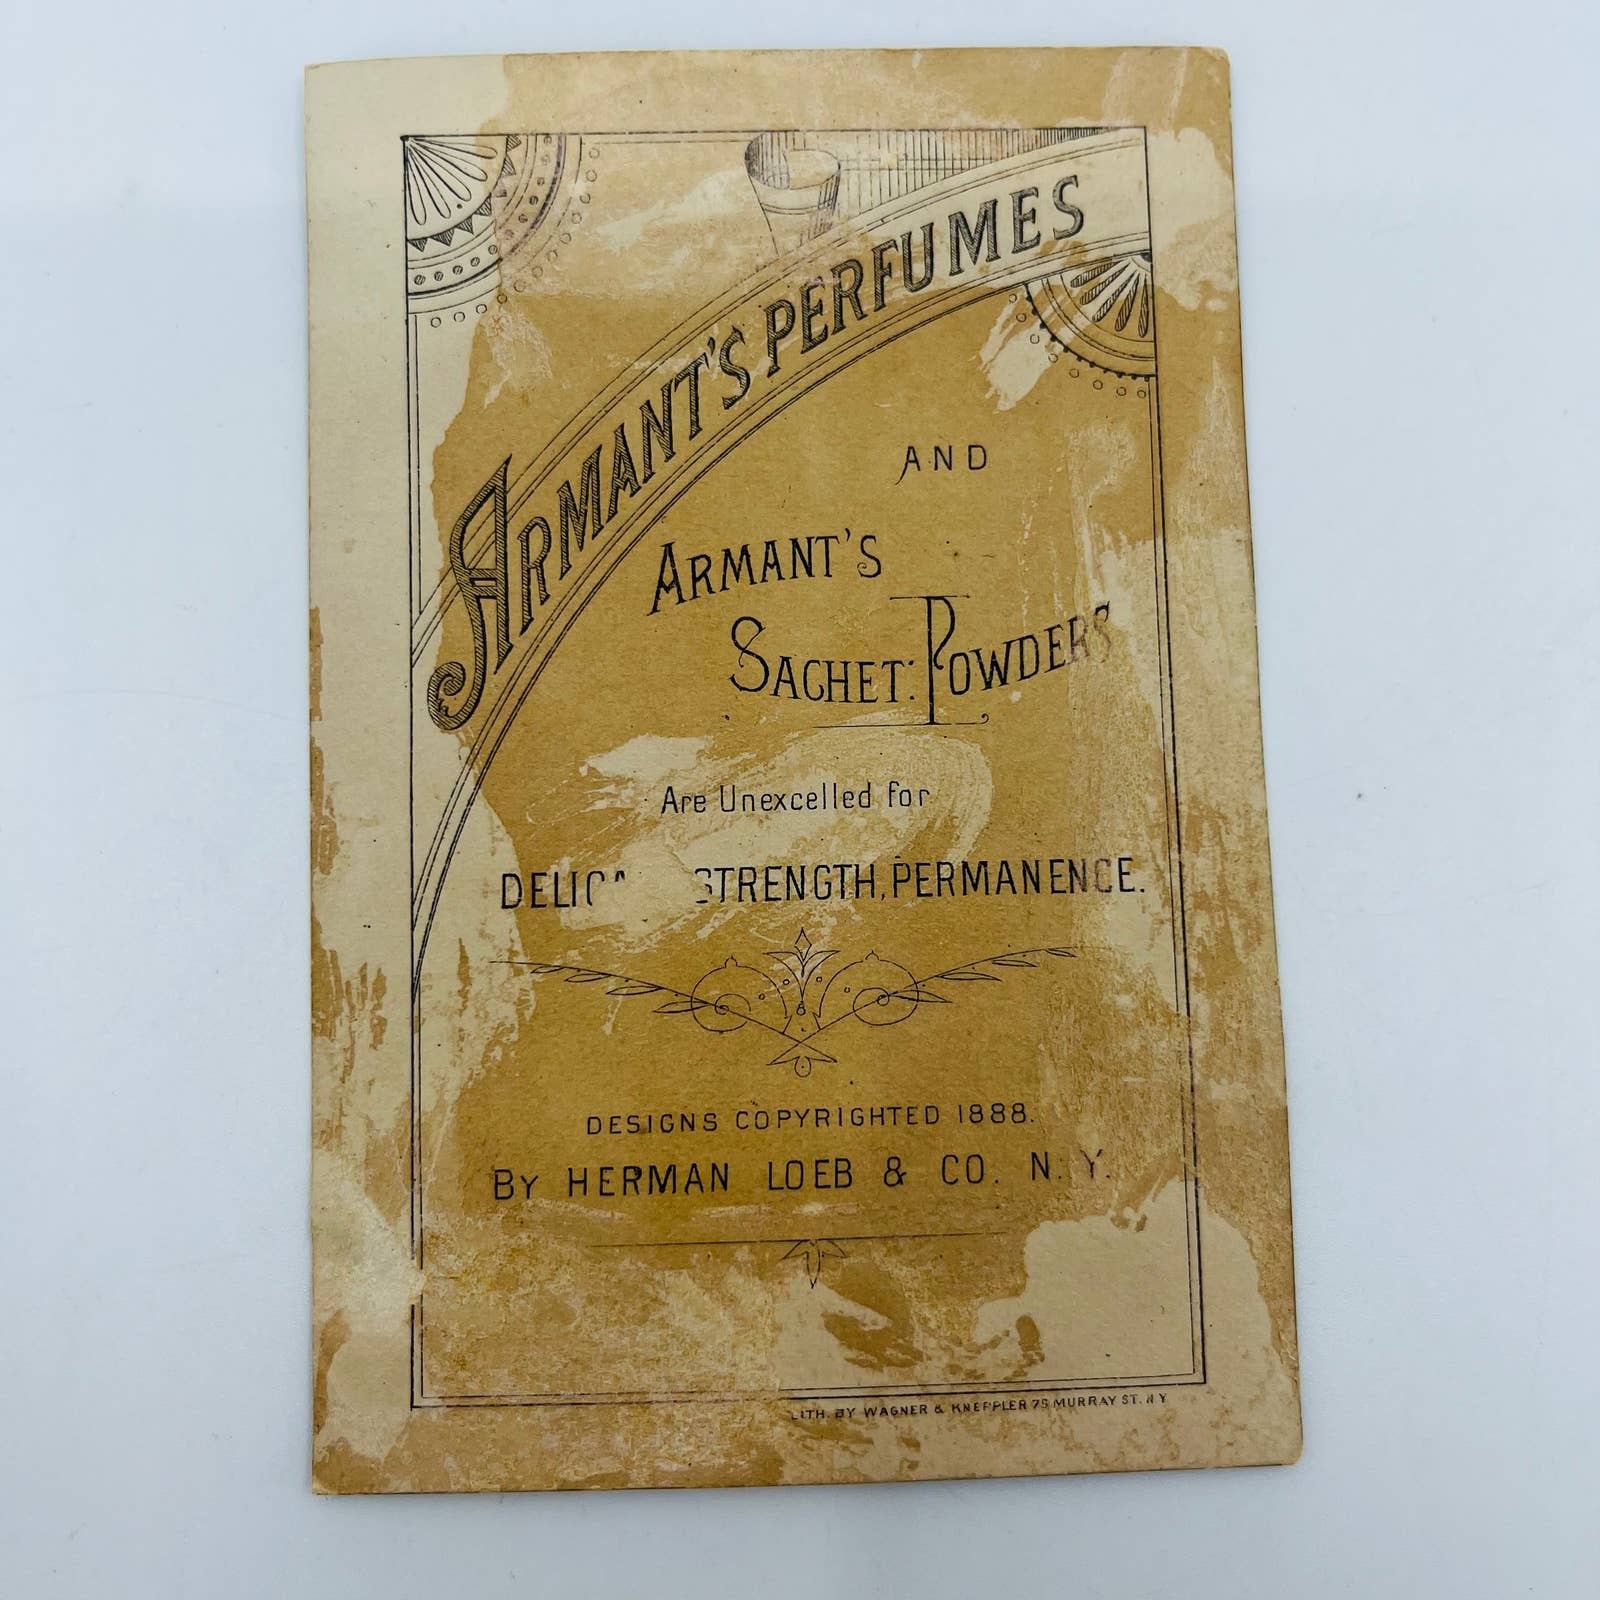 ARMANT'S PERFUMES
AND
ARMANT'S
SACHET: POWDERS
Are Unexcelled for
STRENGTH, PERMANENCE.
DESIGNS COPYRIGHTED 1888.
BY HERMAN LOEB & CO. N. Y.
LITH. BY WAGNER & KNEPPLER 75 MURRAY ST. N Y